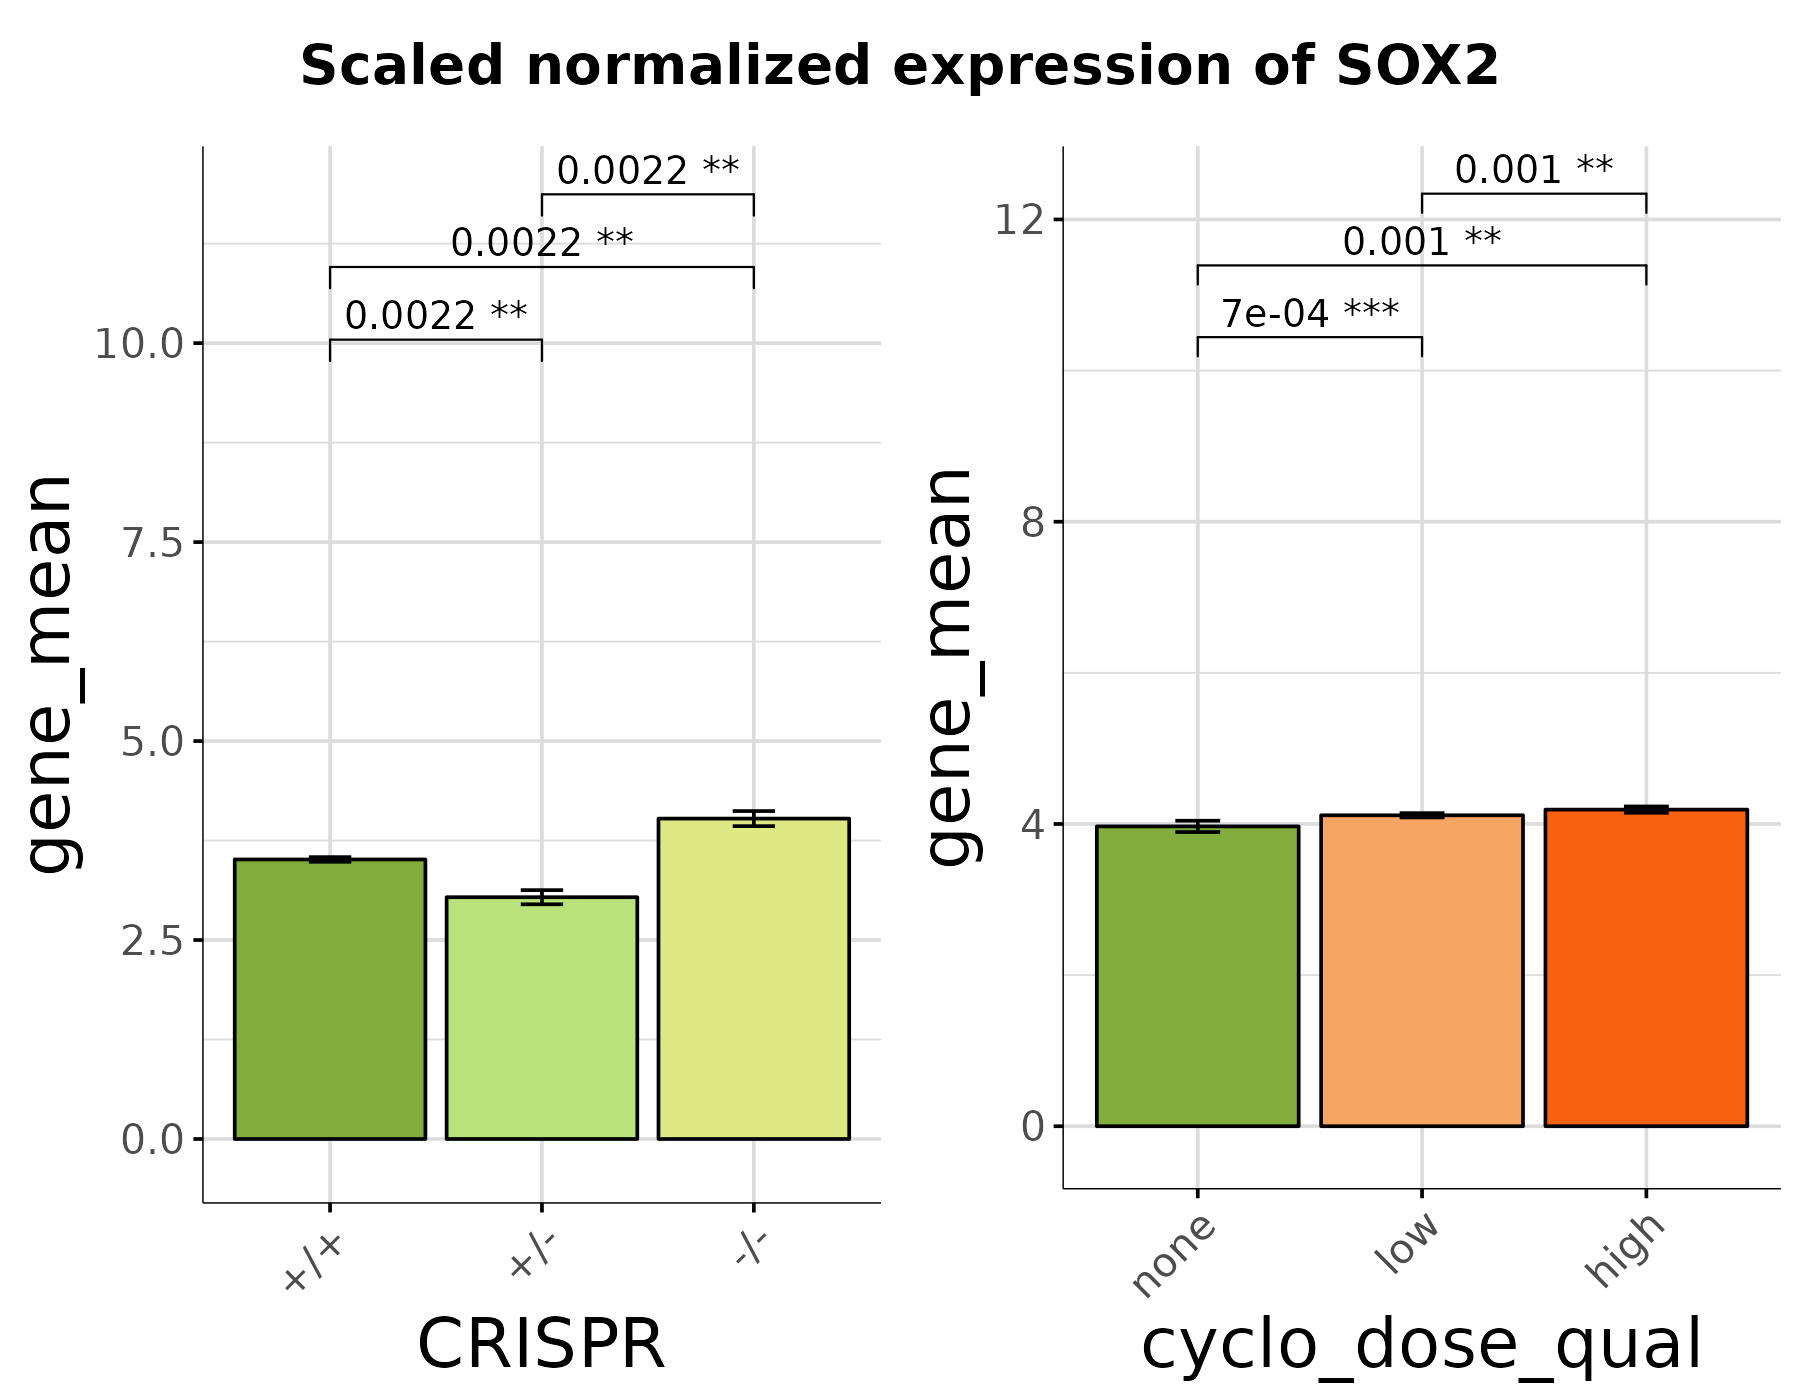 Scaled normalized expression of SOX2
gene_mean
10.0
7.5
5.0
2.5
0.0
0.0022 **
0.0022 **
0.0022 **
+/+
+/-
-/-
CRISPR
gene_mean
12
8
4
0
0.001 **
0.001 **
7e-04 ***
none
low
high
cyclo_dose_qual